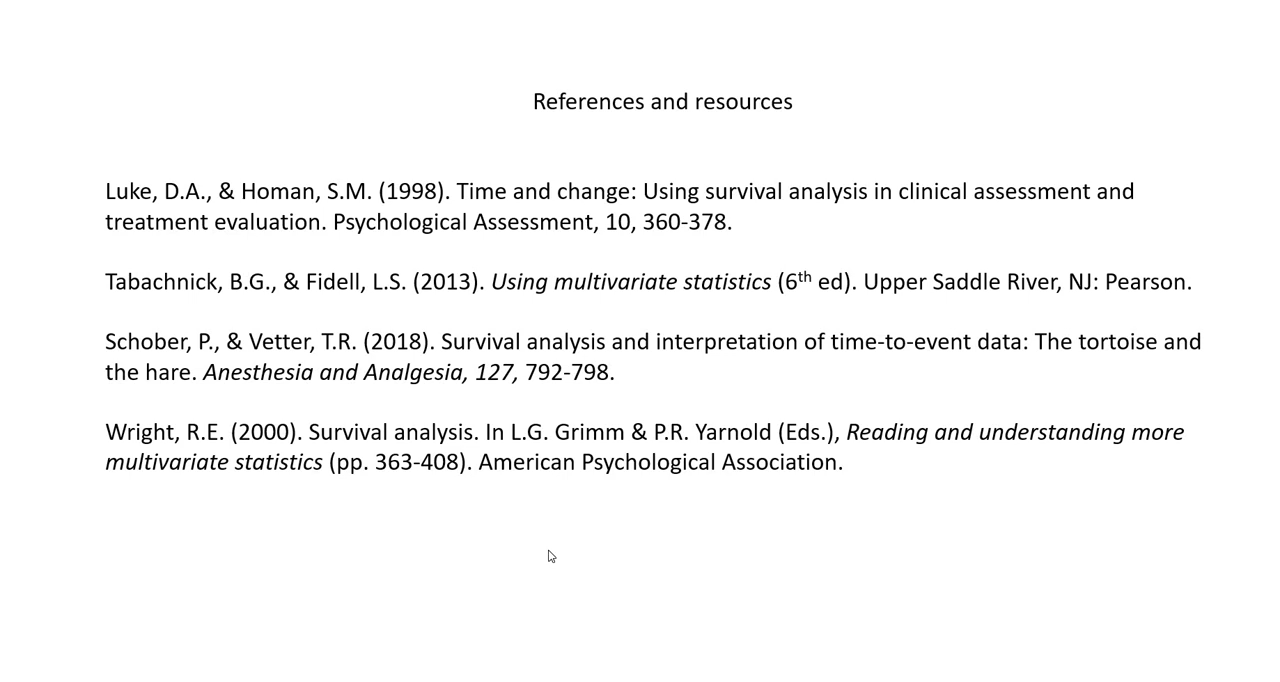 References and resources
Luke, D.A., & Homan, S.M. (1998). Time and change: Using survival analysis in clinical assessment and
treatment evaluation. Psychological Assessment, 10, 360-378.
Tabachnick, B.G., & Fidell, L.S. (2013). Using multivariate statistics (6th ed). Upper Saddle River, NJ: Pearson.
Schober, P., & Vetter, T.R. (2018). Survival analysis and interpretation of time-to-event data: The tortoise and
the hare. Anesthesia and Analgesia, 127, 792-798.
Wright, R.E. (2000). Survival analysis. In L.G. Grimm & P.R. Yarnold (Eds.), Reading and understanding more
multivariate statistics (pp. 363-408). American Psychological Association.